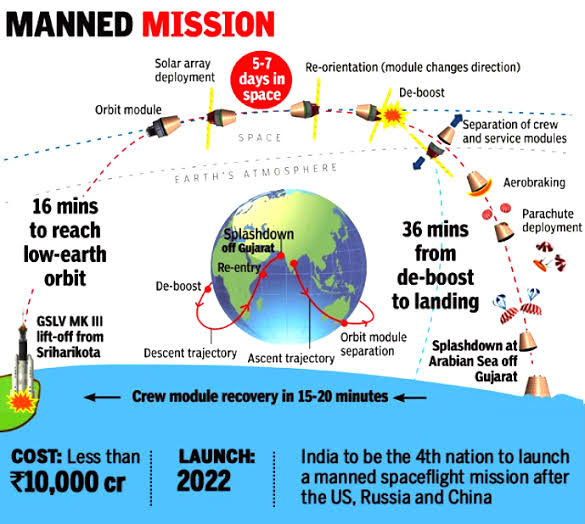 MANNED MISSION
Solar array
deployment
5-7
days in
space
Re-orientation (module changes direction)
De-boost
Orbit module
Separation of crew
and service modules
SPACE
EARTH'S ATMOSPHERE
Aerobraking
16 mins
to reach
low-earth
orbit
Parachute
deployment
36 mins
from
de-boost
to landing
Splashdown
off Gujarat
Re-entry
De-boost
GSLV MK III
lift-off from
Sriharikota
Descent trajectory
Ascent trajectory
Orbit module
separation
Splashdown at
Arabian Sea off
Gujarat
Crew module recovery in 15-20 minutes
COST: Less than
₹10,000 cr
LAUNCH:
2022
India to be the 4th nation to launch
a manned spaceflight mission after
the US, Russia and China